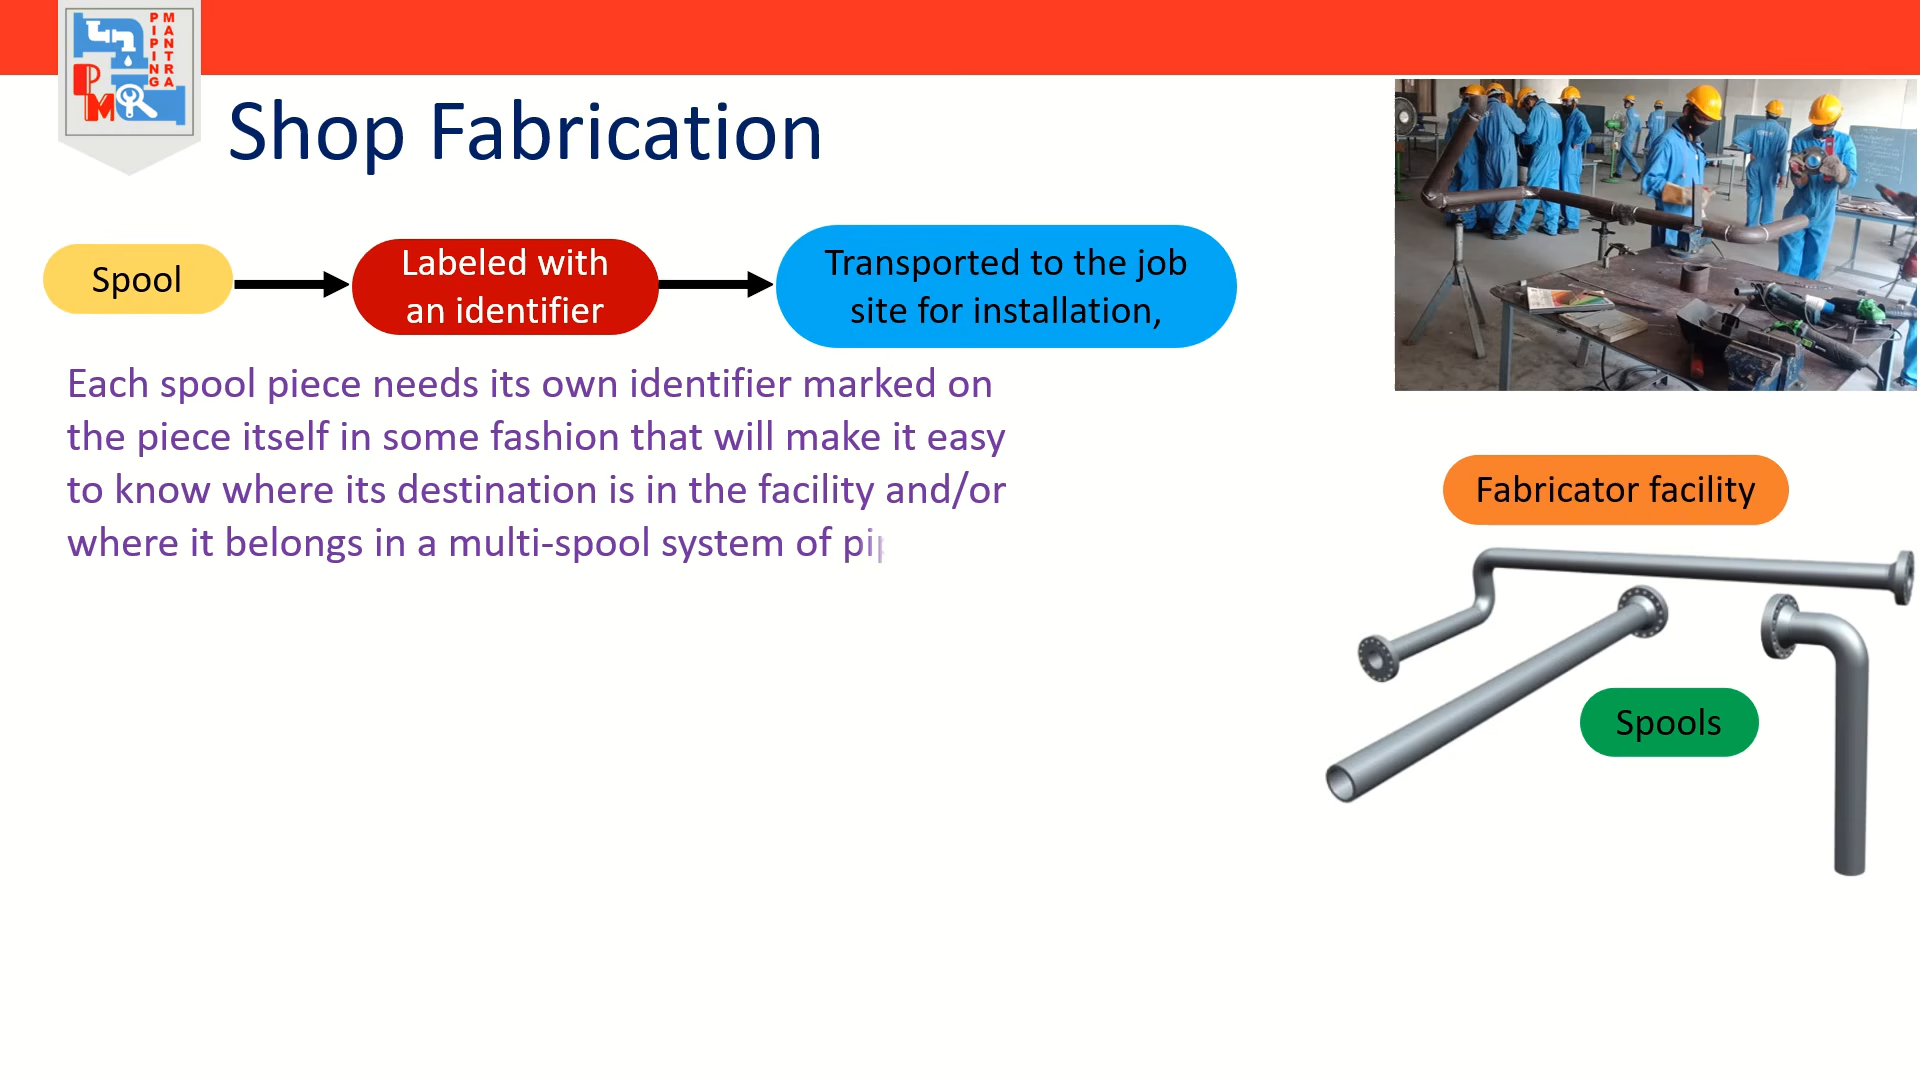 PIPING
MANTRA
PM
Shop Fabrication
Spool
Labeled with
an identifier
Transported to the job
site for installation,
Each spool piece needs its own identifier marked on
the piece itself in some fashion that will make it easy
to know where its destination is in the facility and/or
where it belongs in a multi-spool system of
Fabricator facility
Spools